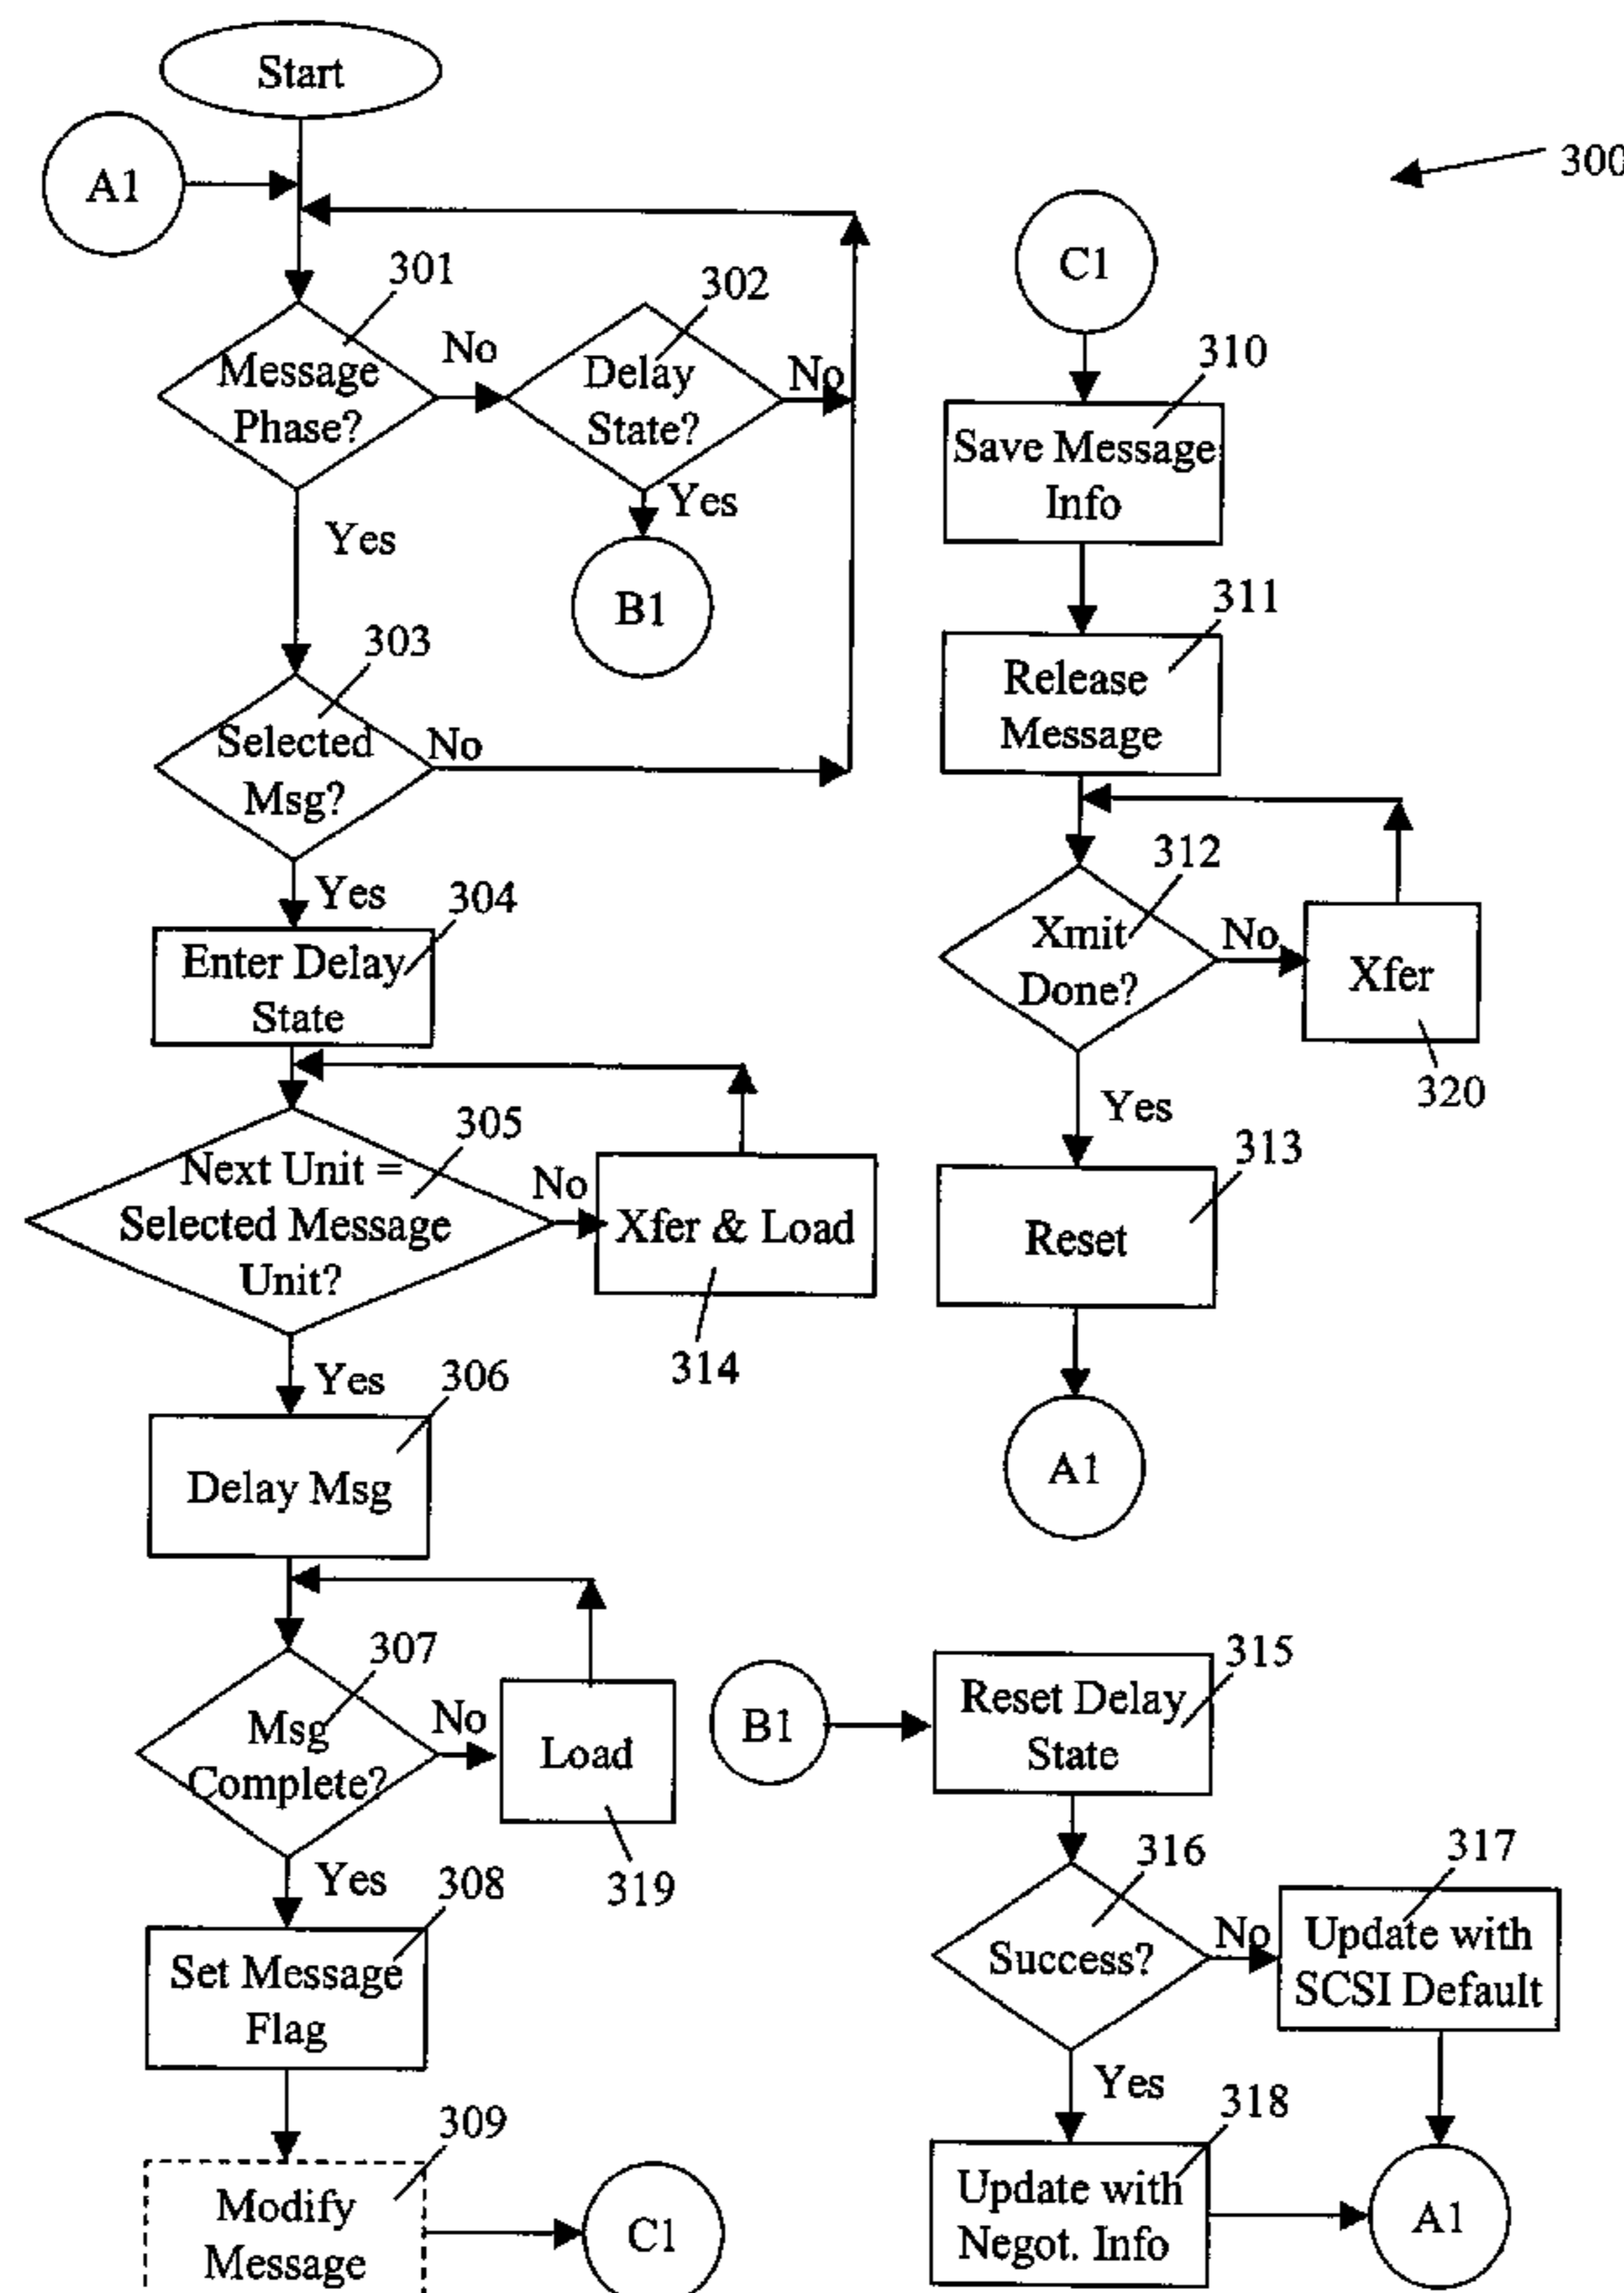 Start
A1
300
C1
301
302
Message
Phase?
No
Delay
State?
No
310
Save Message
Info
Yes
Yes
B1
311
Release
Message
303
Selected
Msg?
No
312
Xmit
Done?
No
Xfer
320
Yes
304
Enter Delay
State
Yes
313
Reset
305
Next Unit =
Selected Message
Unit?
No
Xfer & Load
314
A1
Yes
306
Delay Msg
307
Msg
Complete?
No
Load
319
B1
315
Reset Delay
State
316
Success?
No
317
Update with
SCSI Default
Yes
308
Set Message
Flag
Yes
318
Update with
Negot. Info
A1
309
Modify
Message
C1